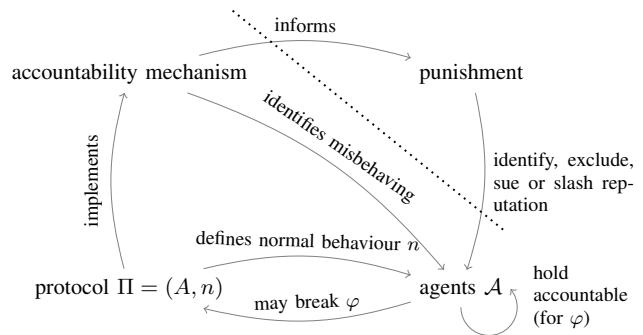 informs
accountability mechanism
punishment
identifies misbehaving
implements
identify, exclude,
sue or slash rep-
utation
defines normal behaviour n
protocol Π = (A, n)
agents 𝒜
may break φ
hold
accountable
(for φ)